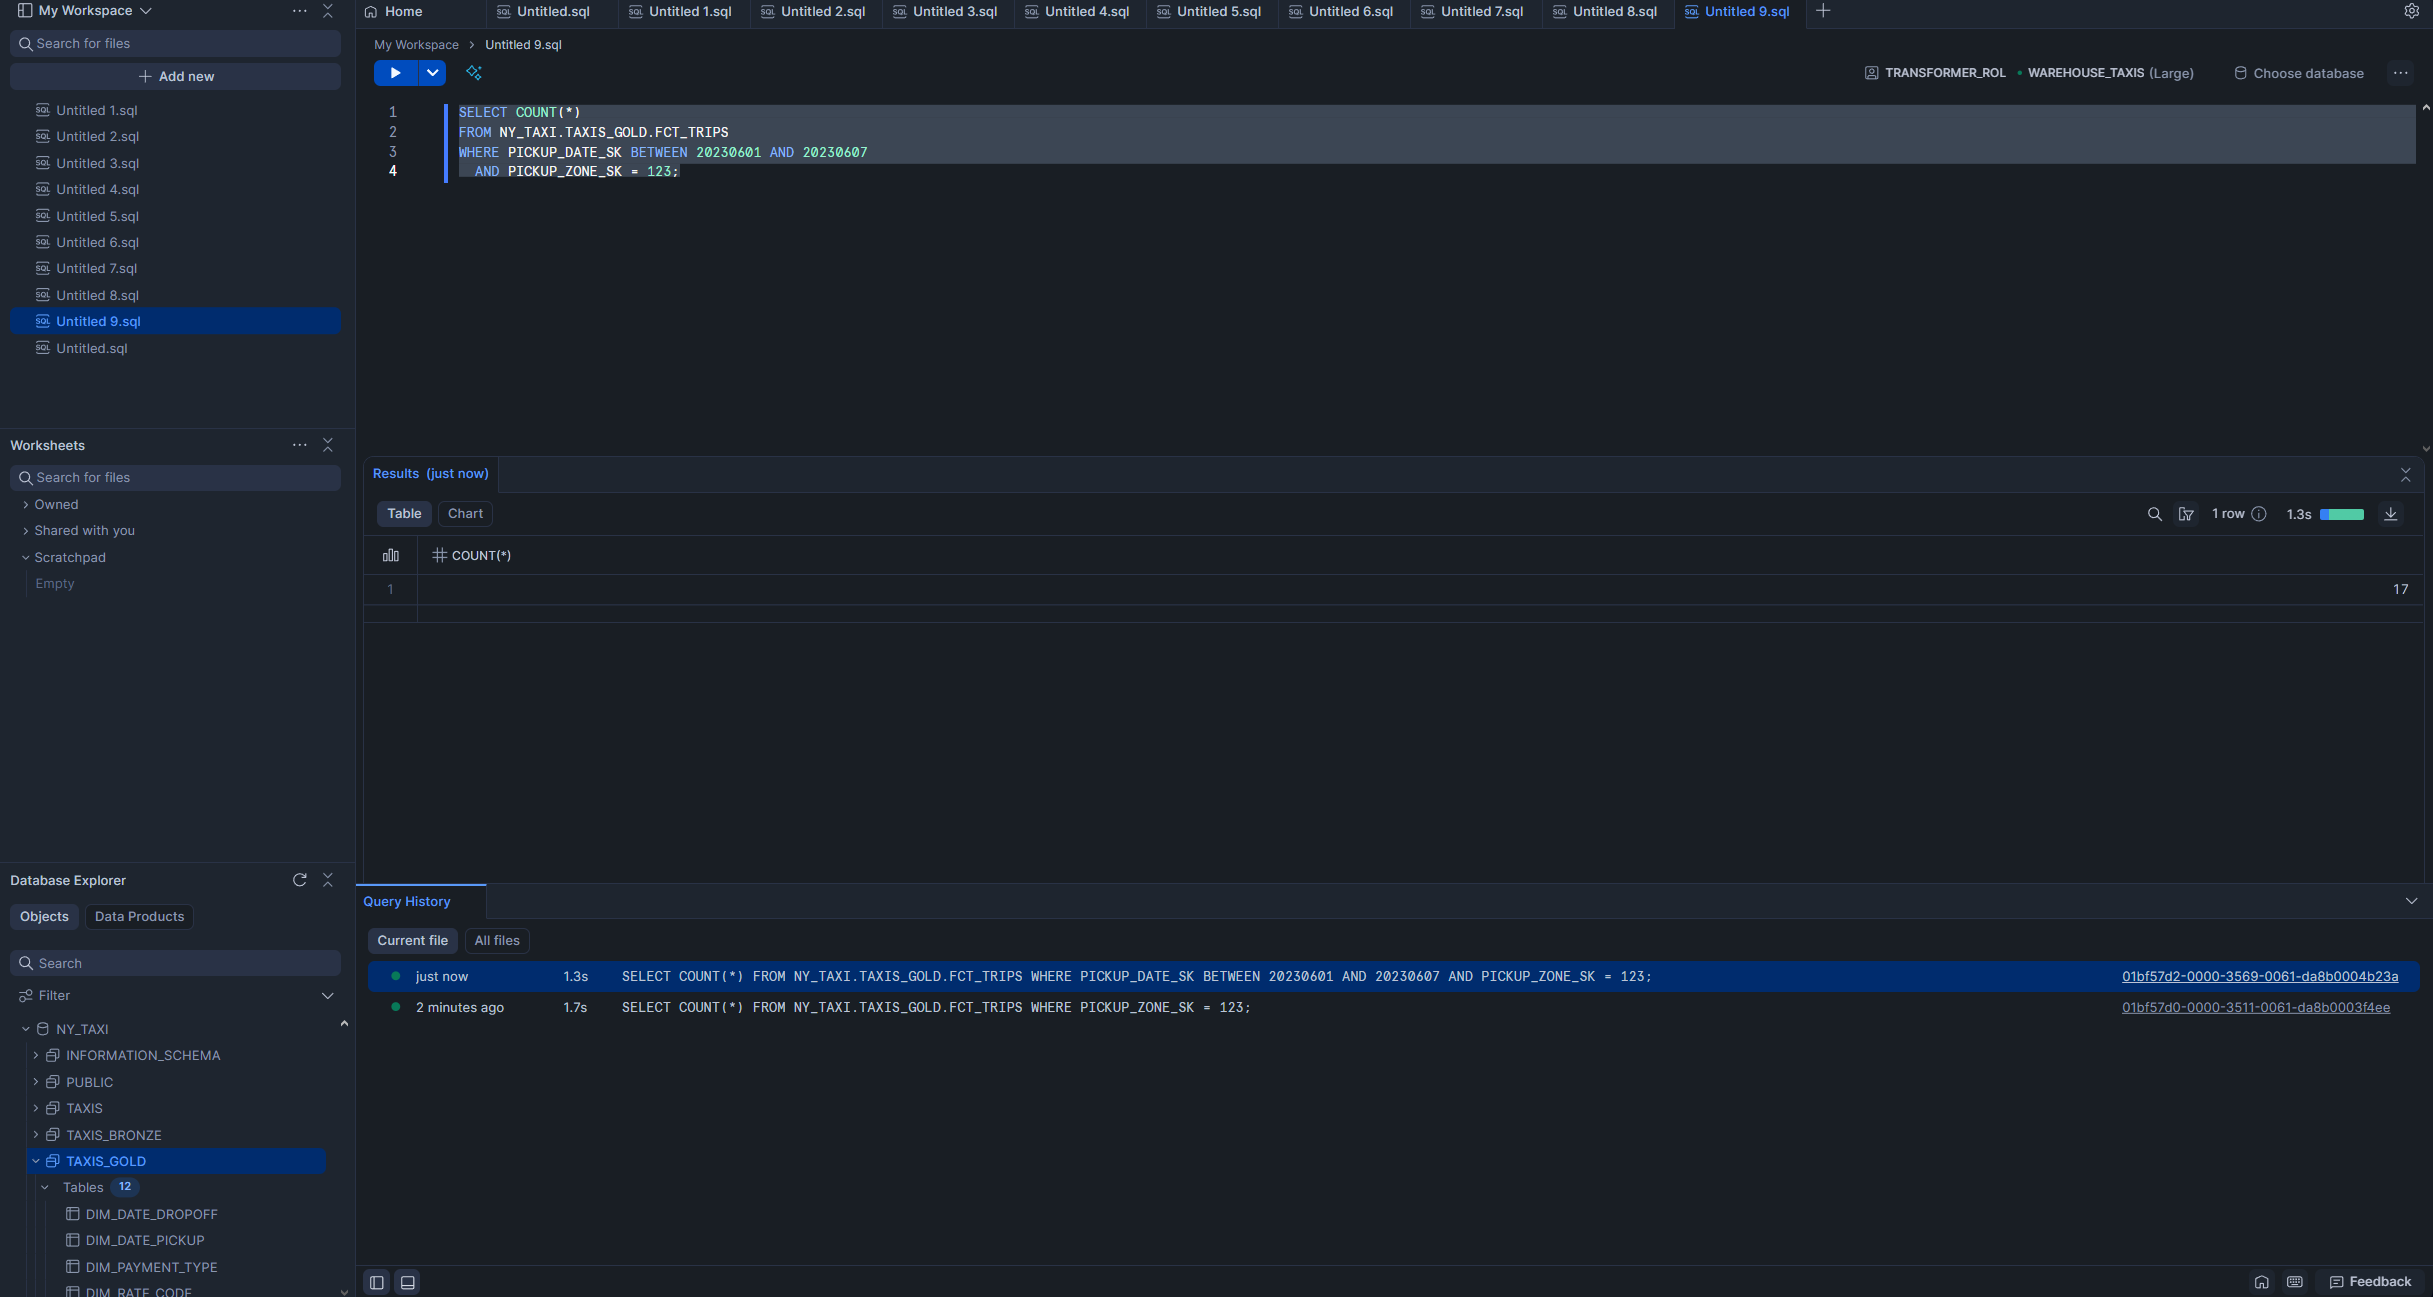 My Workspace
Search for files
Add new
Untitled 1.sql
Untitled 2.sql
Untitled 3.sql
Untitled 4.sql
Untitled 5.sql
Untitled 6.sql
Untitled 7.sql
Untitled 8.sql
Untitled 9.sql
Untitled.sql
Worksheets
Search for files
Owned
Shared with you
Scratchpad
Empty
Database Explorer
Objects Data Products
Search
Filter
NY_TAXI
INFORMATION_SCHEMA
PUBLIC
TAXIS
TAXIS_BRONZE
TAXIS_GOLD
Tables 12
DIM_DATE_DROPOFF
DIM_DATE_PICKUP
DIM_PAYMENT_TYPE
DIM_RATE_CODE
Home Untitled.sql Untitled 1.sql Untitled 2.sql Untitled 3.sql Untitled 4.sql Untitled 5.sql Untitled 6.sql Untitled 7.sql Untitled 8.sql Untitled 9.sql
My Workspace > Untitled 9.sql
TRANSFORMER_ROL WAREHOUSE_TAXIS (Large) Choose database
1 SELECT COUNT(*)
2 FROM NY_TAXI.TAXIS_GOLD.FCT_TRIPS
3 WHERE PICKUP_DATE_SK BETWEEN 20230601 AND 20230607
4 AND PICKUP_ZONE_SK = 123;
Results (just now)
Table Chart 1 row 1.3s
COUNT(*)
1 17
Query History
Current file All files
just now 1.3s SELECT COUNT(*) FROM NY_TAXI.TAXIS_GOLD.FCT_TRIPS WHERE PICKUP_DATE_SK BETWEEN 20230601 AND 20230607 AND PICKUP_ZONE_SK = 123; 01bf57d2-0000-3569-0061-da8b0004b23a
2 minutes ago 1.7s SELECT COUNT(*) FROM NY_TAXI.TAXIS_GOLD.FCT_TRIPS WHERE PICKUP_ZONE_SK = 123; 01bf57d0-0000-3511-0061-da8b0003f4ee
Feedback